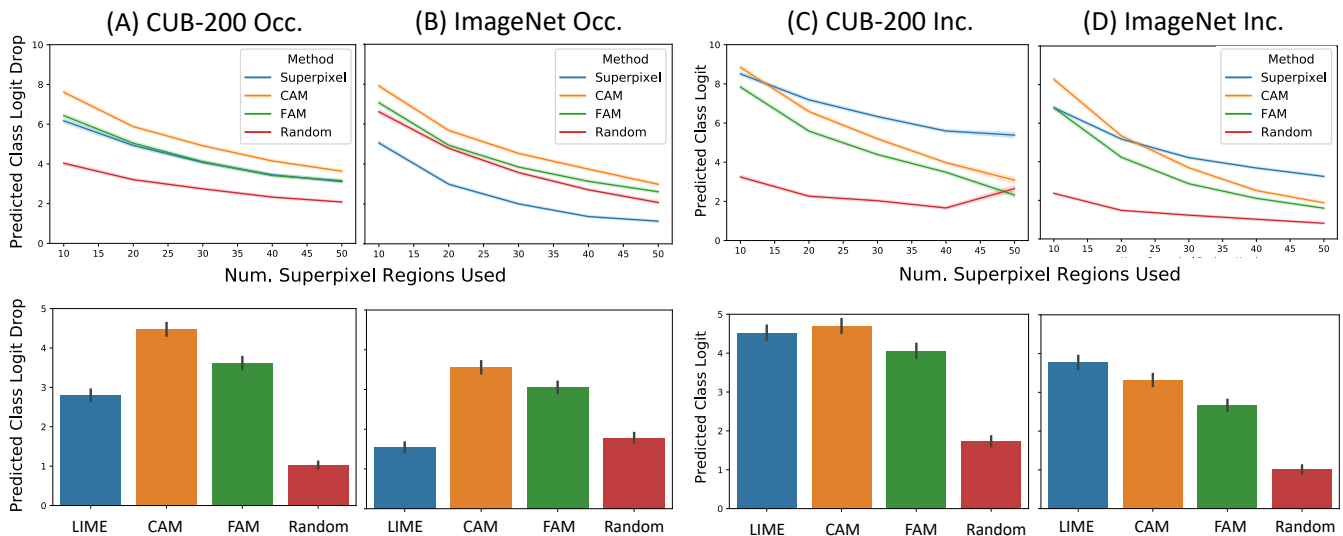 (A) CUB-200 Occ.
(B) ImageNet Occ.
(C) CUB-200 Inc.
(D) ImageNet Inc.
Predicted Class Logit Drop
10
8
6
4
2
0
Method
Superpixel
CAM
FAM
Random
10 15 20 25 30 35 40 45 50
Method
Superpixel
CAM
FAM
Random
10 15 20 25 30 35 40 45 50
Num. Superpixel Regions Used
Predicted Class Logit
10
8
6
4
2
0
Method
Superpixel
CAM
FAM
Random
10 15 20 25 30 35 40 45 50
Method
Superpixel
CAM
FAM
Random
10 15 20 25 30 35 40 45 50
Num. Superpixel Regions Used
Predicted Class Logit Drop
5
4
3
2
1
0
LIME CAM FAM Random
LIME CAM FAM Random
Predicted Class Logit
5
4
3
2
1
0
LIME CAM FAM Random
LIME CAM FAM Random